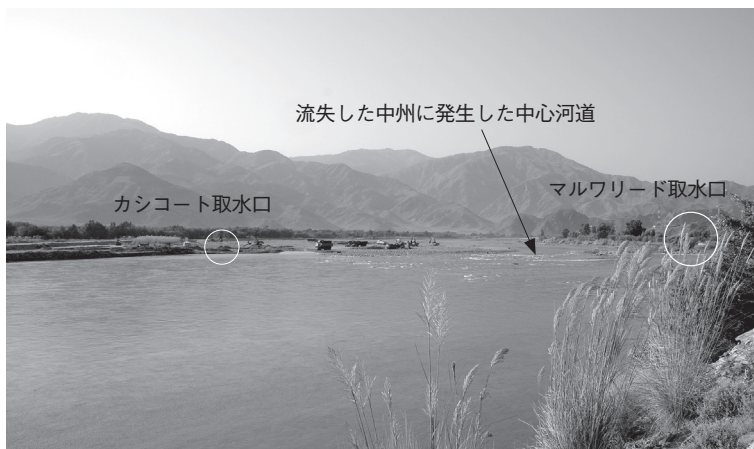 流失した中州に発生した中心河道
マルワリード取水口
カシコート取水口